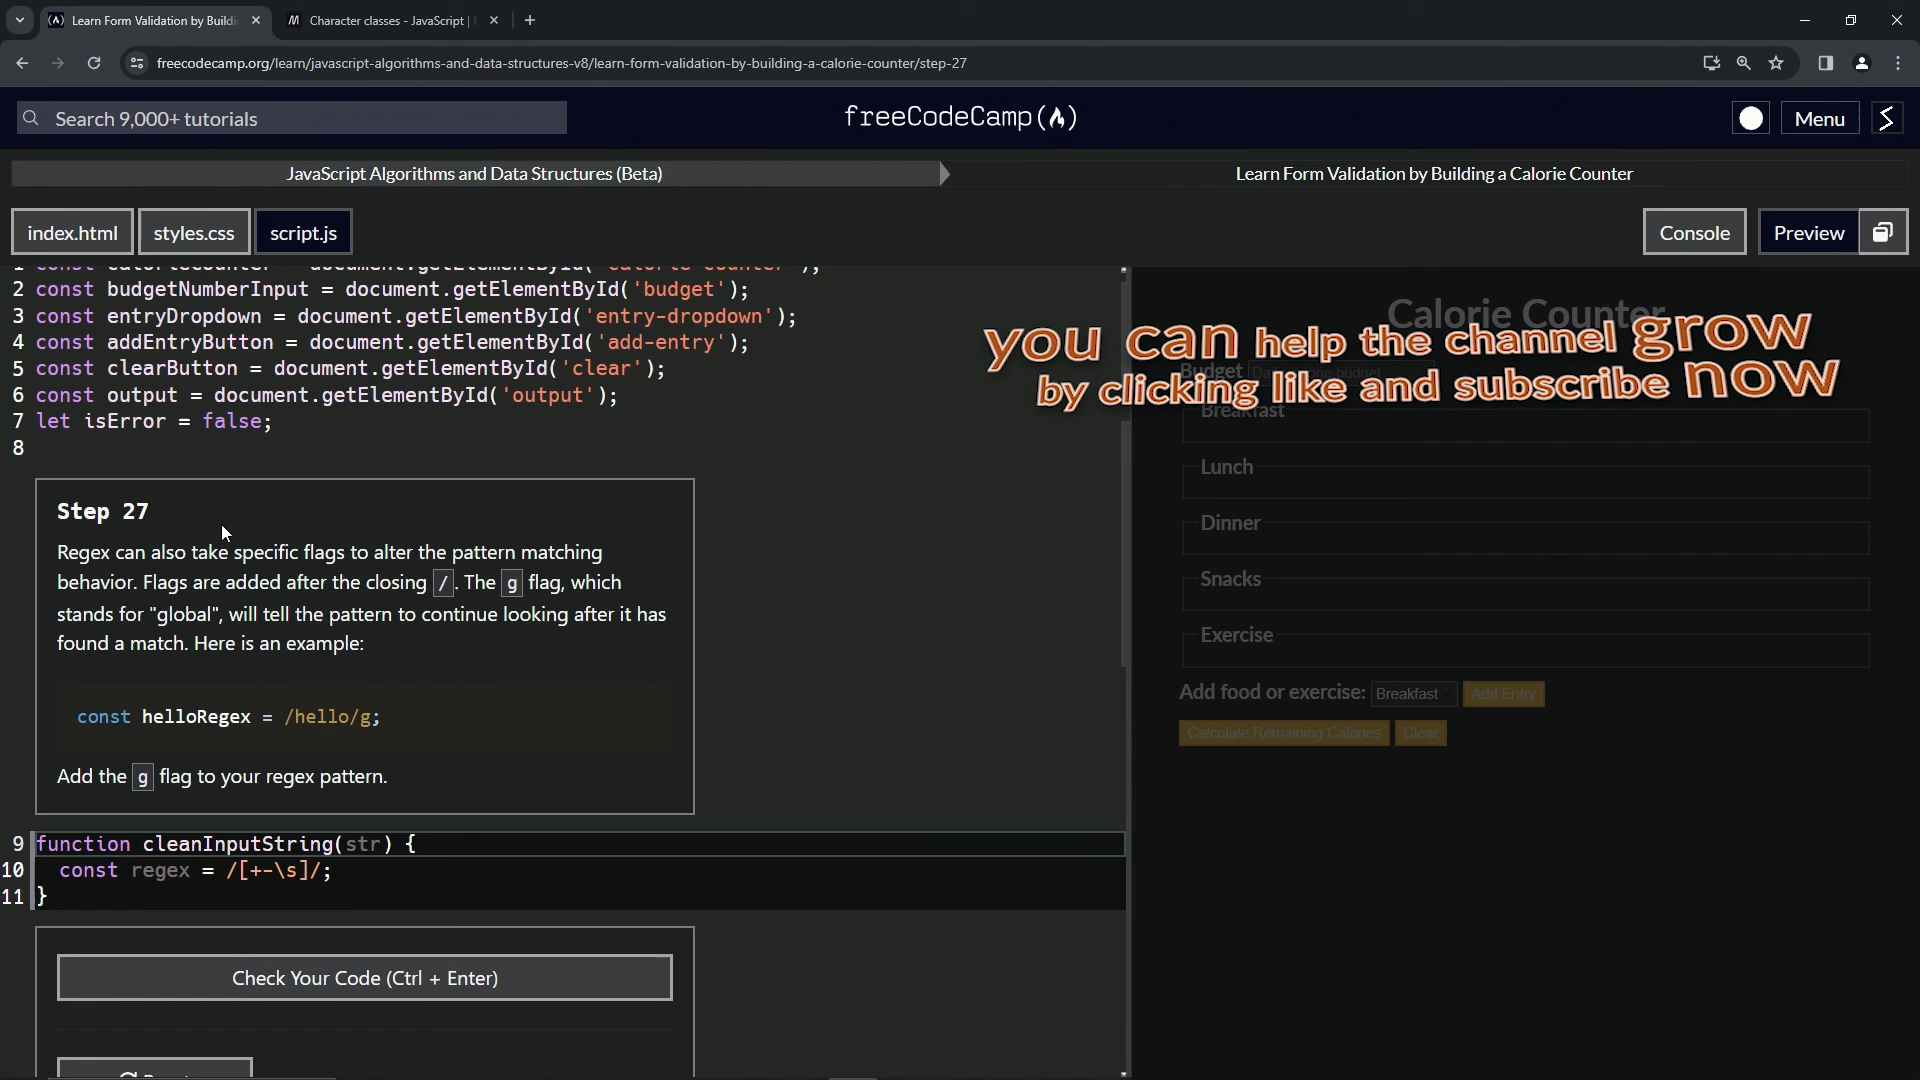 Learn Form Validation by Buildi
Character classes - JavaScript |
freecodecamp.org/learn/javascript-algorithms-and-data-structures-v8/learn-form-validation-by-building-a-calorie-counter/step-27
Search 9,000+ tutorials
freeCodeCamp
Menu
JavaScript Algorithms and Data Structures (Beta)
Learn Form Validation by Building a Calorie Counter
index.html
styles.css
script.js
Console
Preview
1 const calorieCounter = document.getElementById('calorie-counter');
2 const budgetNumberInput = document.getElementById('budget');
3 const entryDropdown = document.getElementById('entry-dropdown');
4 const addEntryButton = document.getElementById('add-entry');
5 const clearButton = document.getElementById('clear');
6 const output = document.getElementById('output');
7 let isError = false;
8
Step 27
Regex can also take specific flags to alter the pattern matching
behavior. Flags are added after the closing /. The g flag, which
stands for "global", will tell the pattern to continue looking after it has
found a match. Here is an example:
const helloRegex = /hello/g;
Add the g flag to your regex pattern.
9 function cleanInputString(str) {
10 const regex = /[+-\s]/;
11 }
Check Your Code (Ctrl + Enter)
Calorie Counter
you can help the channel grow
by clicking like and subscribe now
Budget
Breakfast
Lunch
Dinner
Snacks
Exercise
Add food or exercise: Breakfast Add Entry
Calculate Remaining Calories Clear